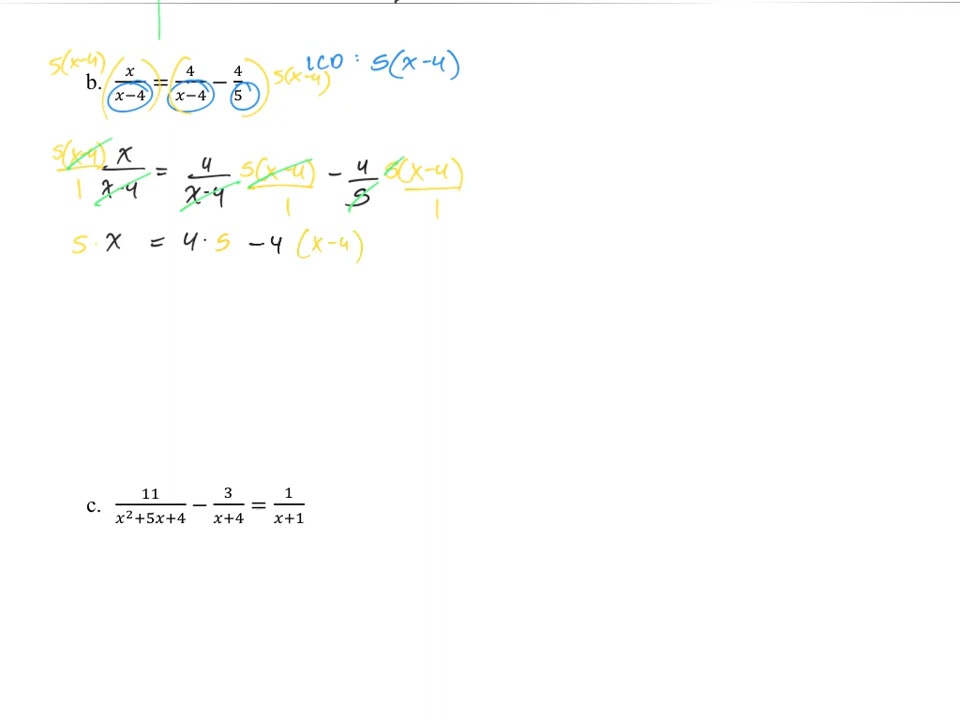 5(x-4) ( x/(x−4) ) = ( 4/(x−4) − 4/5 ) 5(x-4) LCD : 5(x-4)
b.
5(x-4)/1 x/(x-4) = 4/(x-4) 5(x-4)/1 - 4/5 5(x-4)/1
5 · x = 4 · 5 - 4 (x-4)
c. 11/(x²+5x+4) − 3/(x+4) = 1/(x+1)